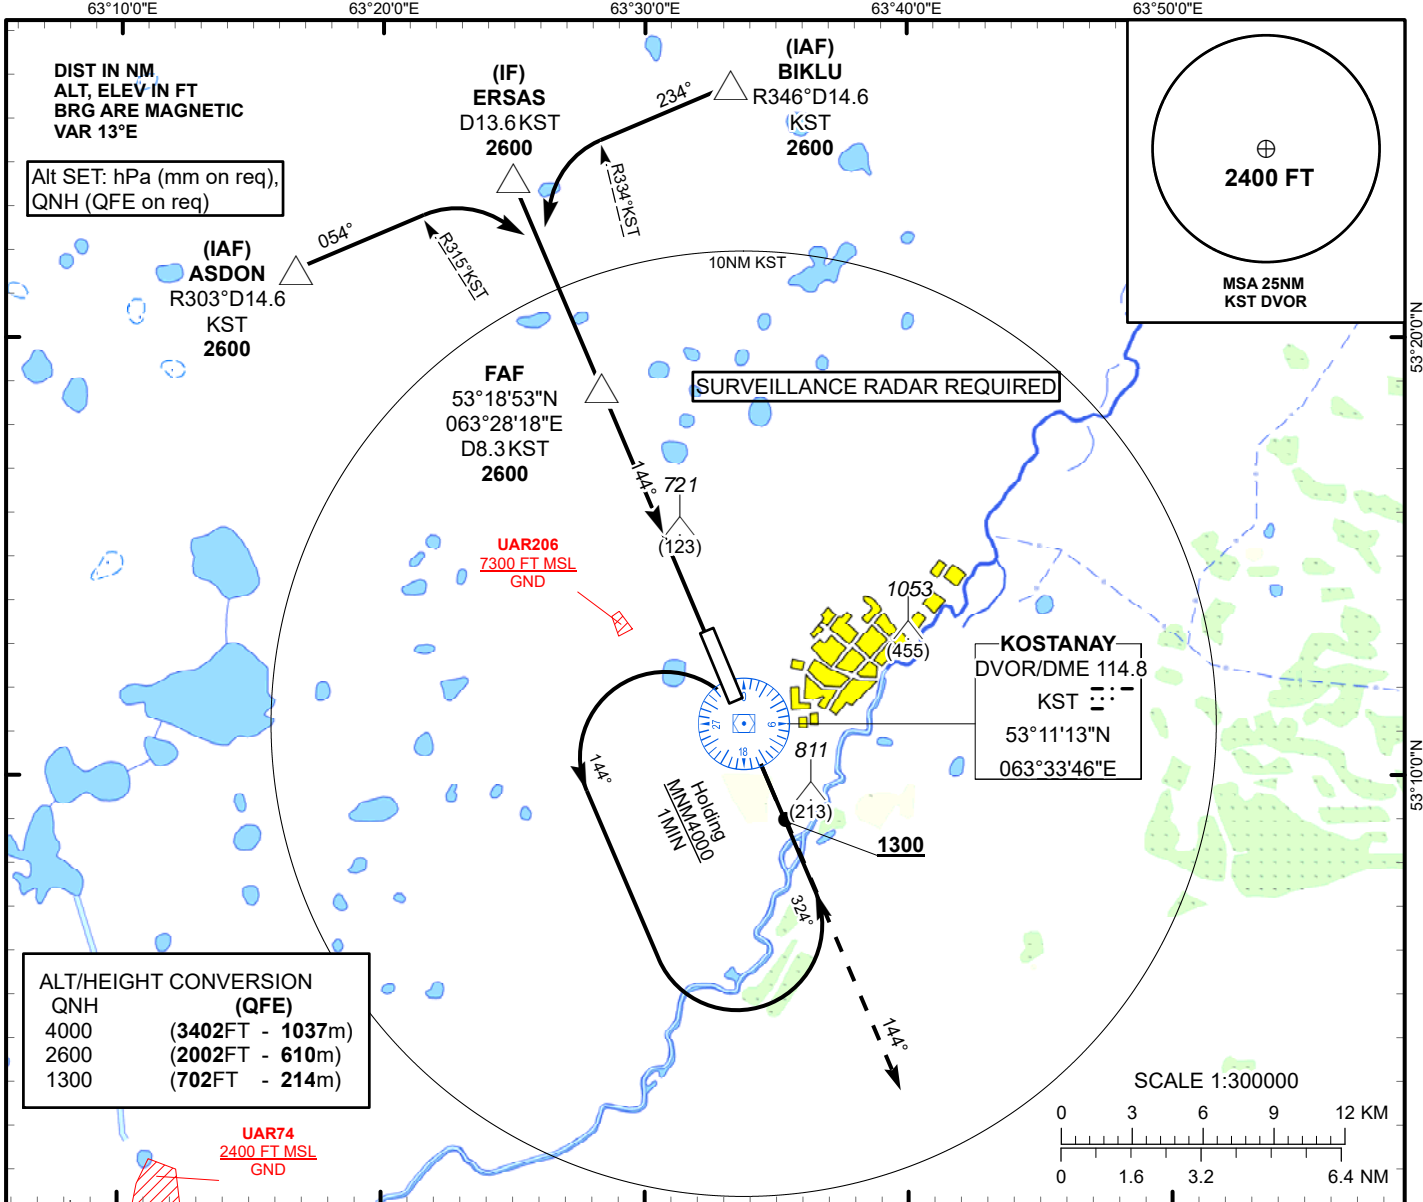 63°10'0"E
63°20'0"E
63°30'0"E
63°40'0"E
63°50'0"E
DIST IN NM
ALT, ELEV IN FT
BRG ARE MAGNETIC
VAR 13°E
Alt SET: hPa (mm on req),
QNH (QFE on req)
(IF)
ERSAS
D13.6KST
2600
(IAF)
BIKLU
R346°D14.6
KST
2600
234°
R334°KST
2400 FT
MSA 25NM
KST DVOR
(IAF)
ASDON
R303°D14.6
KST
2600
054°
R315°KST
10NM KST
53°20'0"N
SURVEILLANCE RADAR REQUIRED
FAF
53°18'53"N
063°28'18"E
D8.3KST
2600
144°
721
(123)
UAR206
7300 FT MSL
GND
1053
(455)
KOSTANAY
DVOR/DME 114.8
KST
53°11'13"N
063°33'46"E
0
9
18
27
811
(213)
53°10'0"N
144°
Holding
MNM4000
1MIN
1300
324°
144°
ALT/HEIGHT CONVERSION
QNH (QFE)
4000 (3402FT - 1037m)
2600 (2002FT - 610m)
1300 (702FT - 214m)
UAR74
2400 FT MSL
GND
SCALE 1:300000
0 3 6 9 12 KM
0 1.6 3.2 6.4 NM